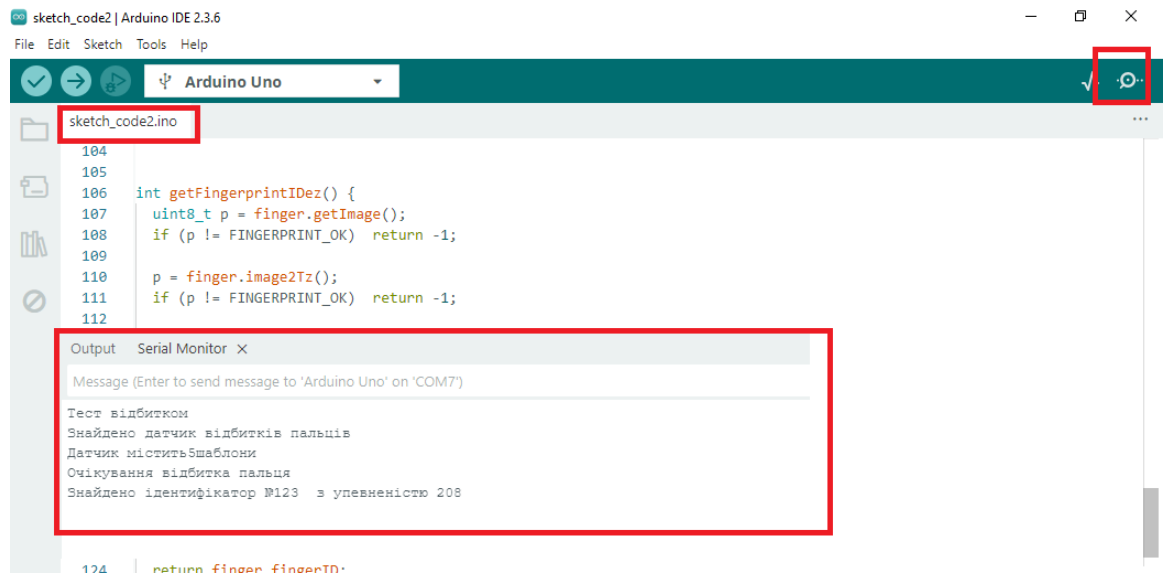 sketch_code2 | Arduino IDE 2.3.6
File Edit Sketch Tools Help
Arduino Uno
sketch_code2.ino
104
105
106 int getFingerprintIDez() {
107 uint8_t p = finger.getImage();
108 if (p != FINGERPRINT_OK) return -1;
109
110 p = finger.image2Tz();
111 if (p != FINGERPRINT_OK) return -1;
112
Output Serial Monitor
Message (Enter to send message to 'Arduino Uno' on 'COM7')
Тест відбитком
Знайдено датчик відбитків пальців
Датчик містить5шаблони
Очікування відбитка пальця
Знайдено ідентифікатор №123 з упевненістю 208
124 return finger.fingerID;